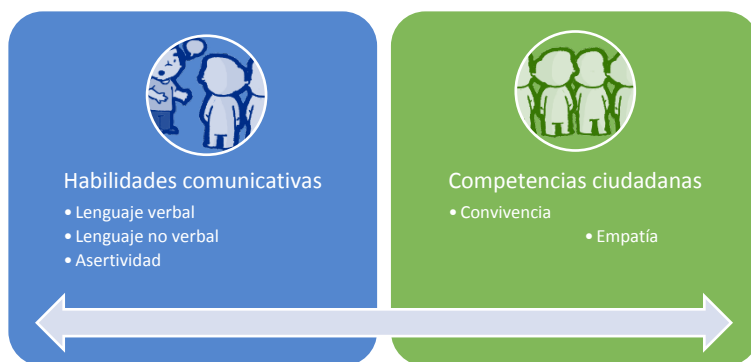 Habilidades comunicativas
• Lenguaje verbal
• Lenguaje no verbal
• Asertividad
Competencias ciudadanas
• Convivencia
• Empatía